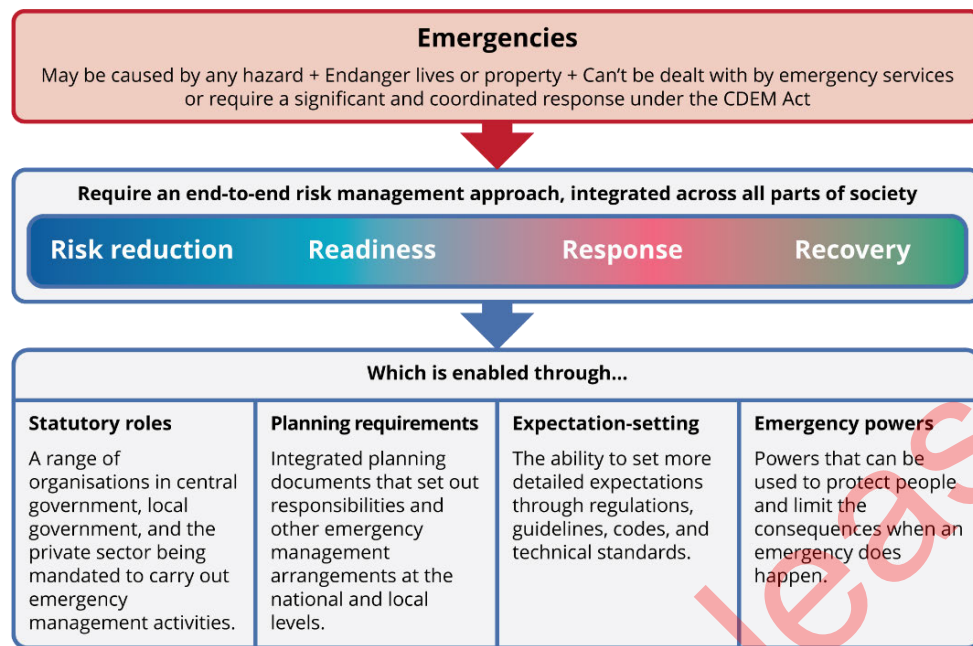 Emergencies
May be caused by any hazard + Endanger lives or property + Can't be dealt with by emergency services
or require a significant and coordinated response under the CDEM Act
Require an end-to-end risk management approach, integrated across all parts of society
Risk reduction Readiness Response Recovery
Which is enabled through...
Statutory roles
A range of
organisations in central
government, local
government, and the
private sector being
mandated to carry out
emergency
management activities.
Planning requirements
Integrated planning
documents that set out
responsibilities and
other emergency
management
arrangements at the
national and local
levels.
Expectation-setting
The ability to set more
detailed expectations
through regulations,
guidelines, codes, and
technical standards.
Emergency powers
Powers that can be
used to protect people
and limit the
consequences when an
emergency does
happen.
leas